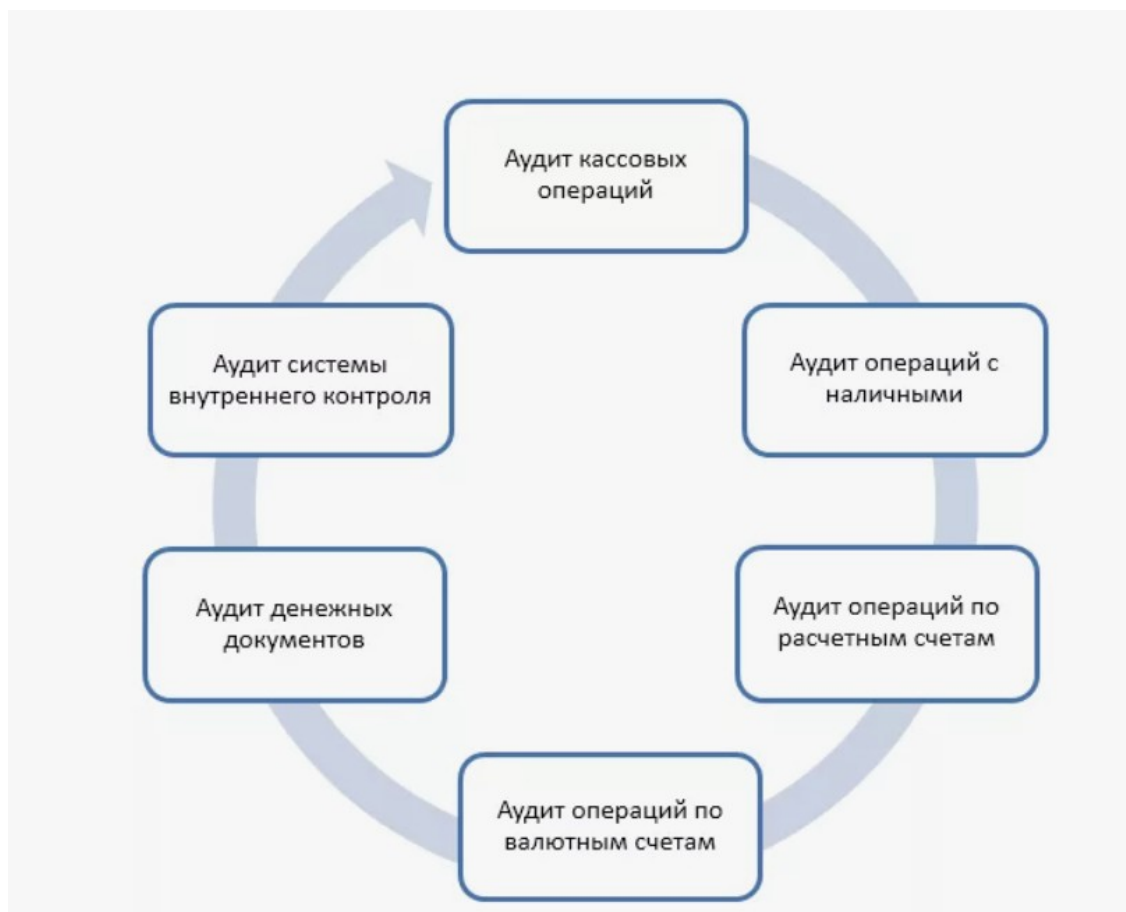 Аудит кассовых
операций
Аудит операций с
наличными
Аудит операций по
расчетным счетам
Аудит операций по
валютным счетам
Аудит денежных
документов
Аудит системы
внутреннего контроля